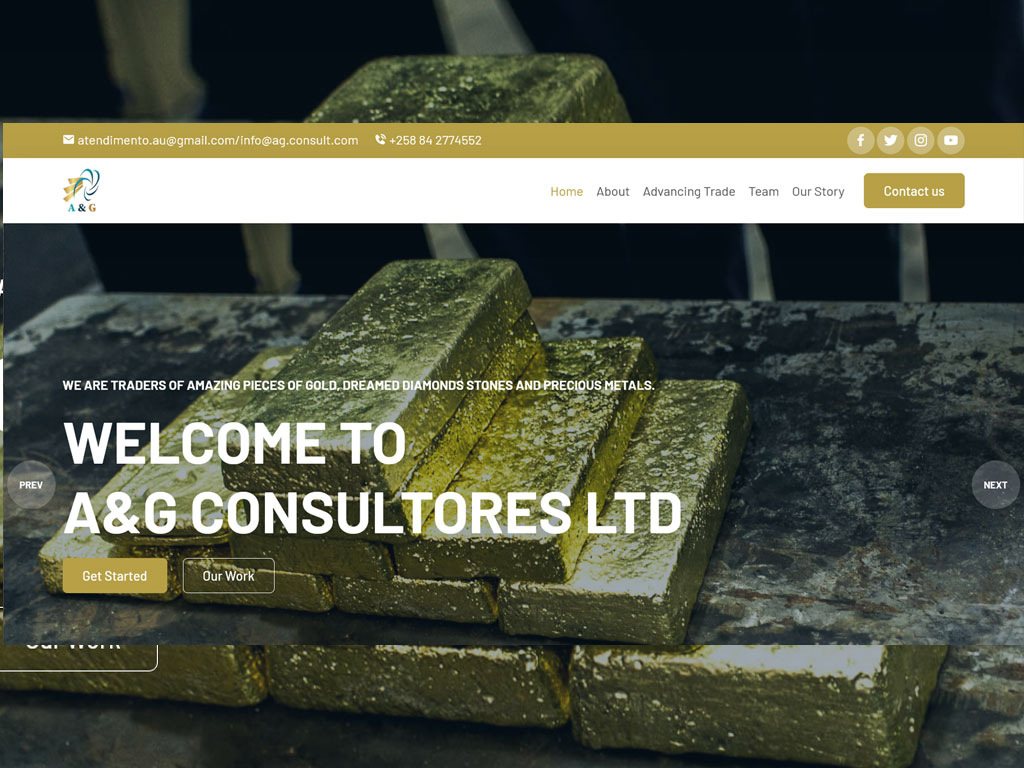 atendimento.au@gmail.com/info@ag.consult.com +258 84 2774552
A & G
Home About Advancing Trade Team Our Story Contact us
WE ARE TRADERS OF AMAZING PIECES OF GOLD, DREAMED DIAMONDS STONES AND PRECIOUS METALS.
WELCOME TO
PREV NEXT
A&G CONSULTORES LTD
Get Started Our Work
Our Work